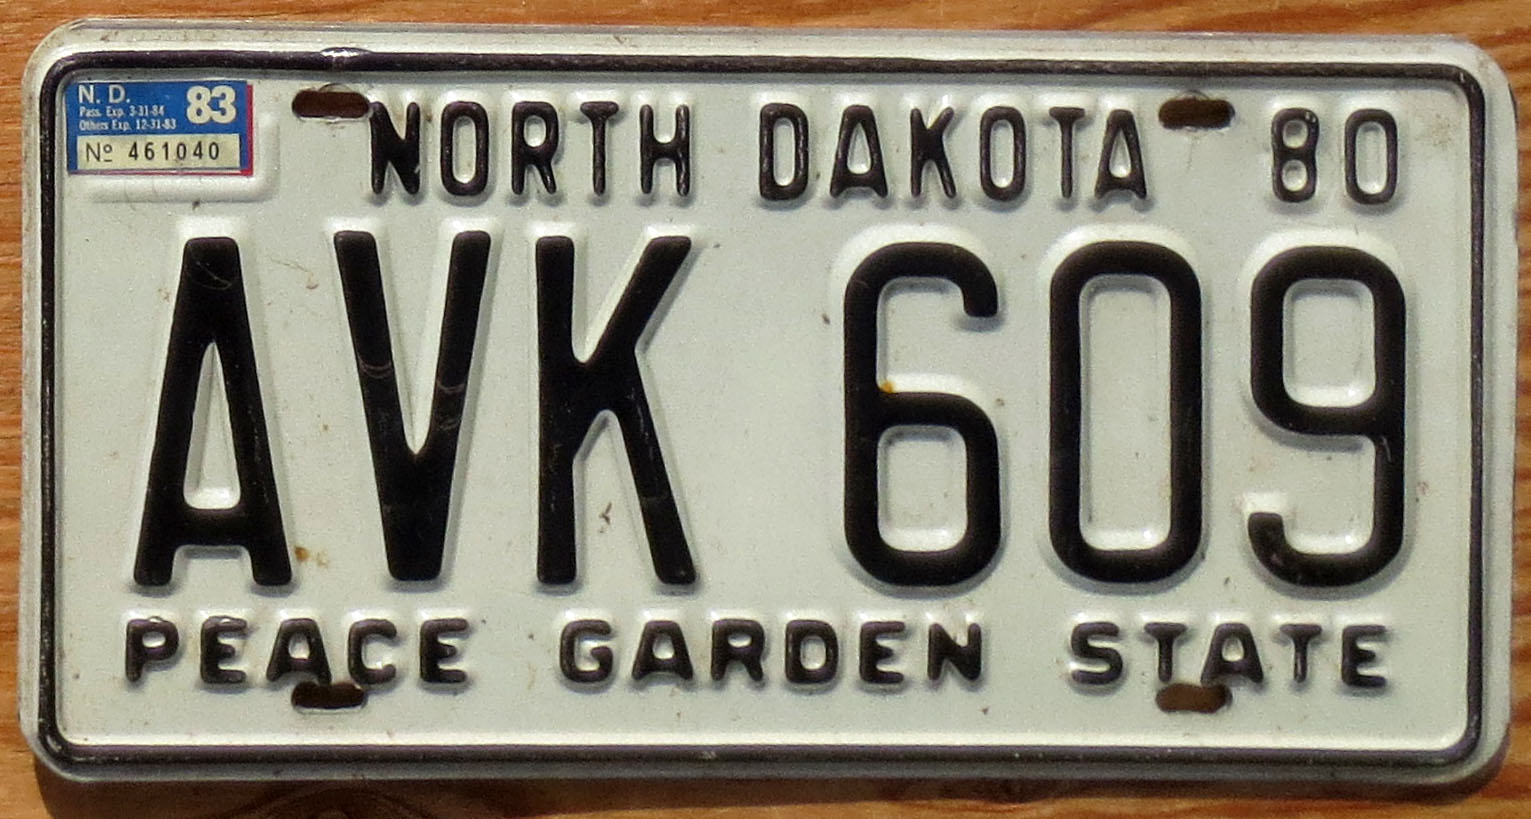 N. D. 83
Pass. Exp. 3-31-84
Others Exp. 12-31-83
Nº 461040
NORTH DAKOTA 80
AVK 609
PEACE GARDEN STATE